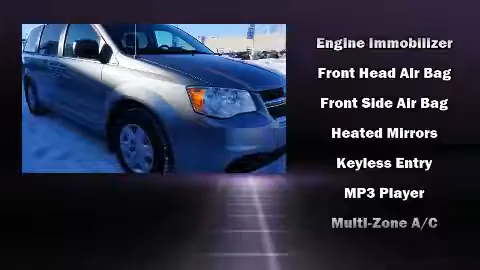 Engine Immobilizer
Front Head Air Bag
Front Side Air Bag
Heated Mirrors
Keyless Entry
MP3 Player
Multi-Zone A/C